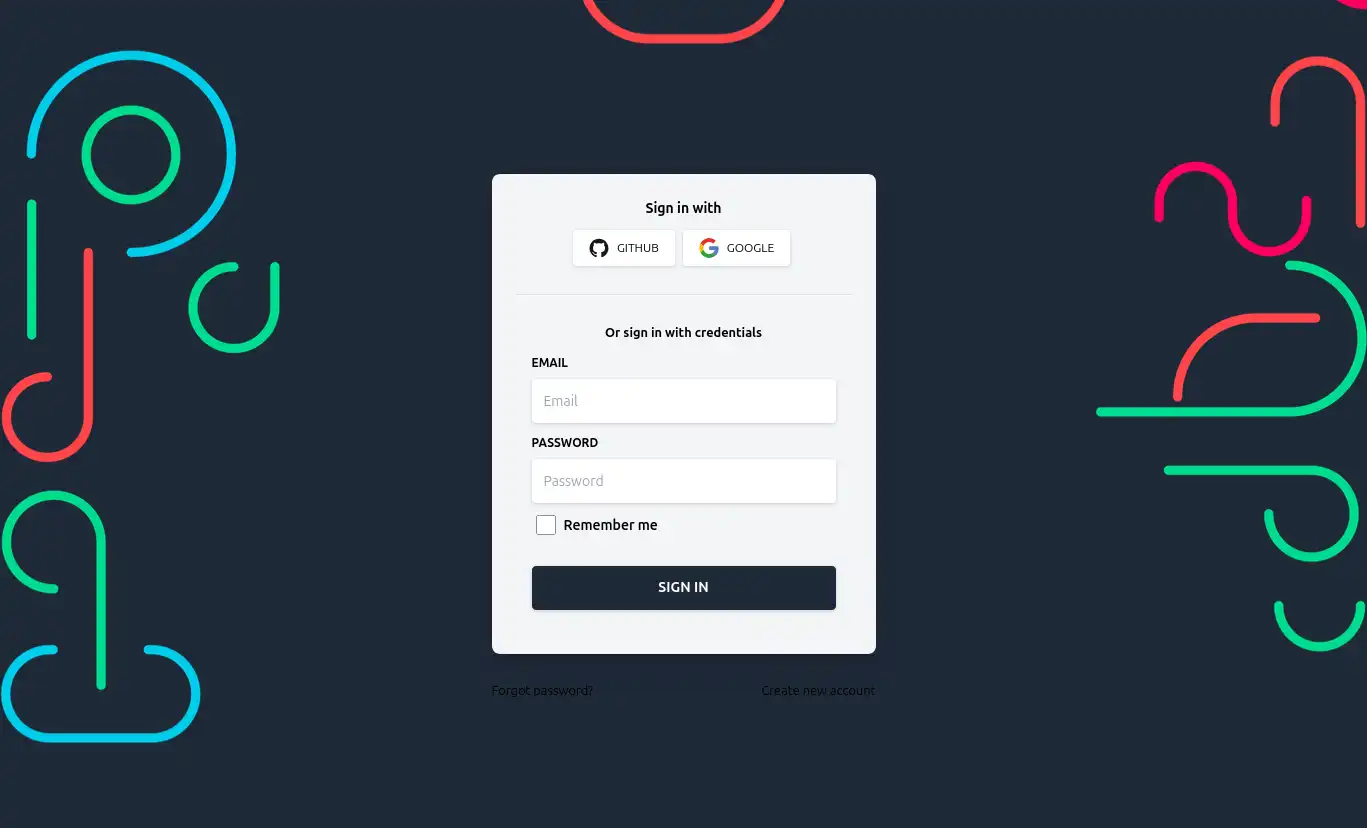 Sign in with
GITHUB GOOGLE
Or sign in with credentials
EMAIL
Email
PASSWORD
Password
Remember me
SIGN IN
Forgot password? Create new account